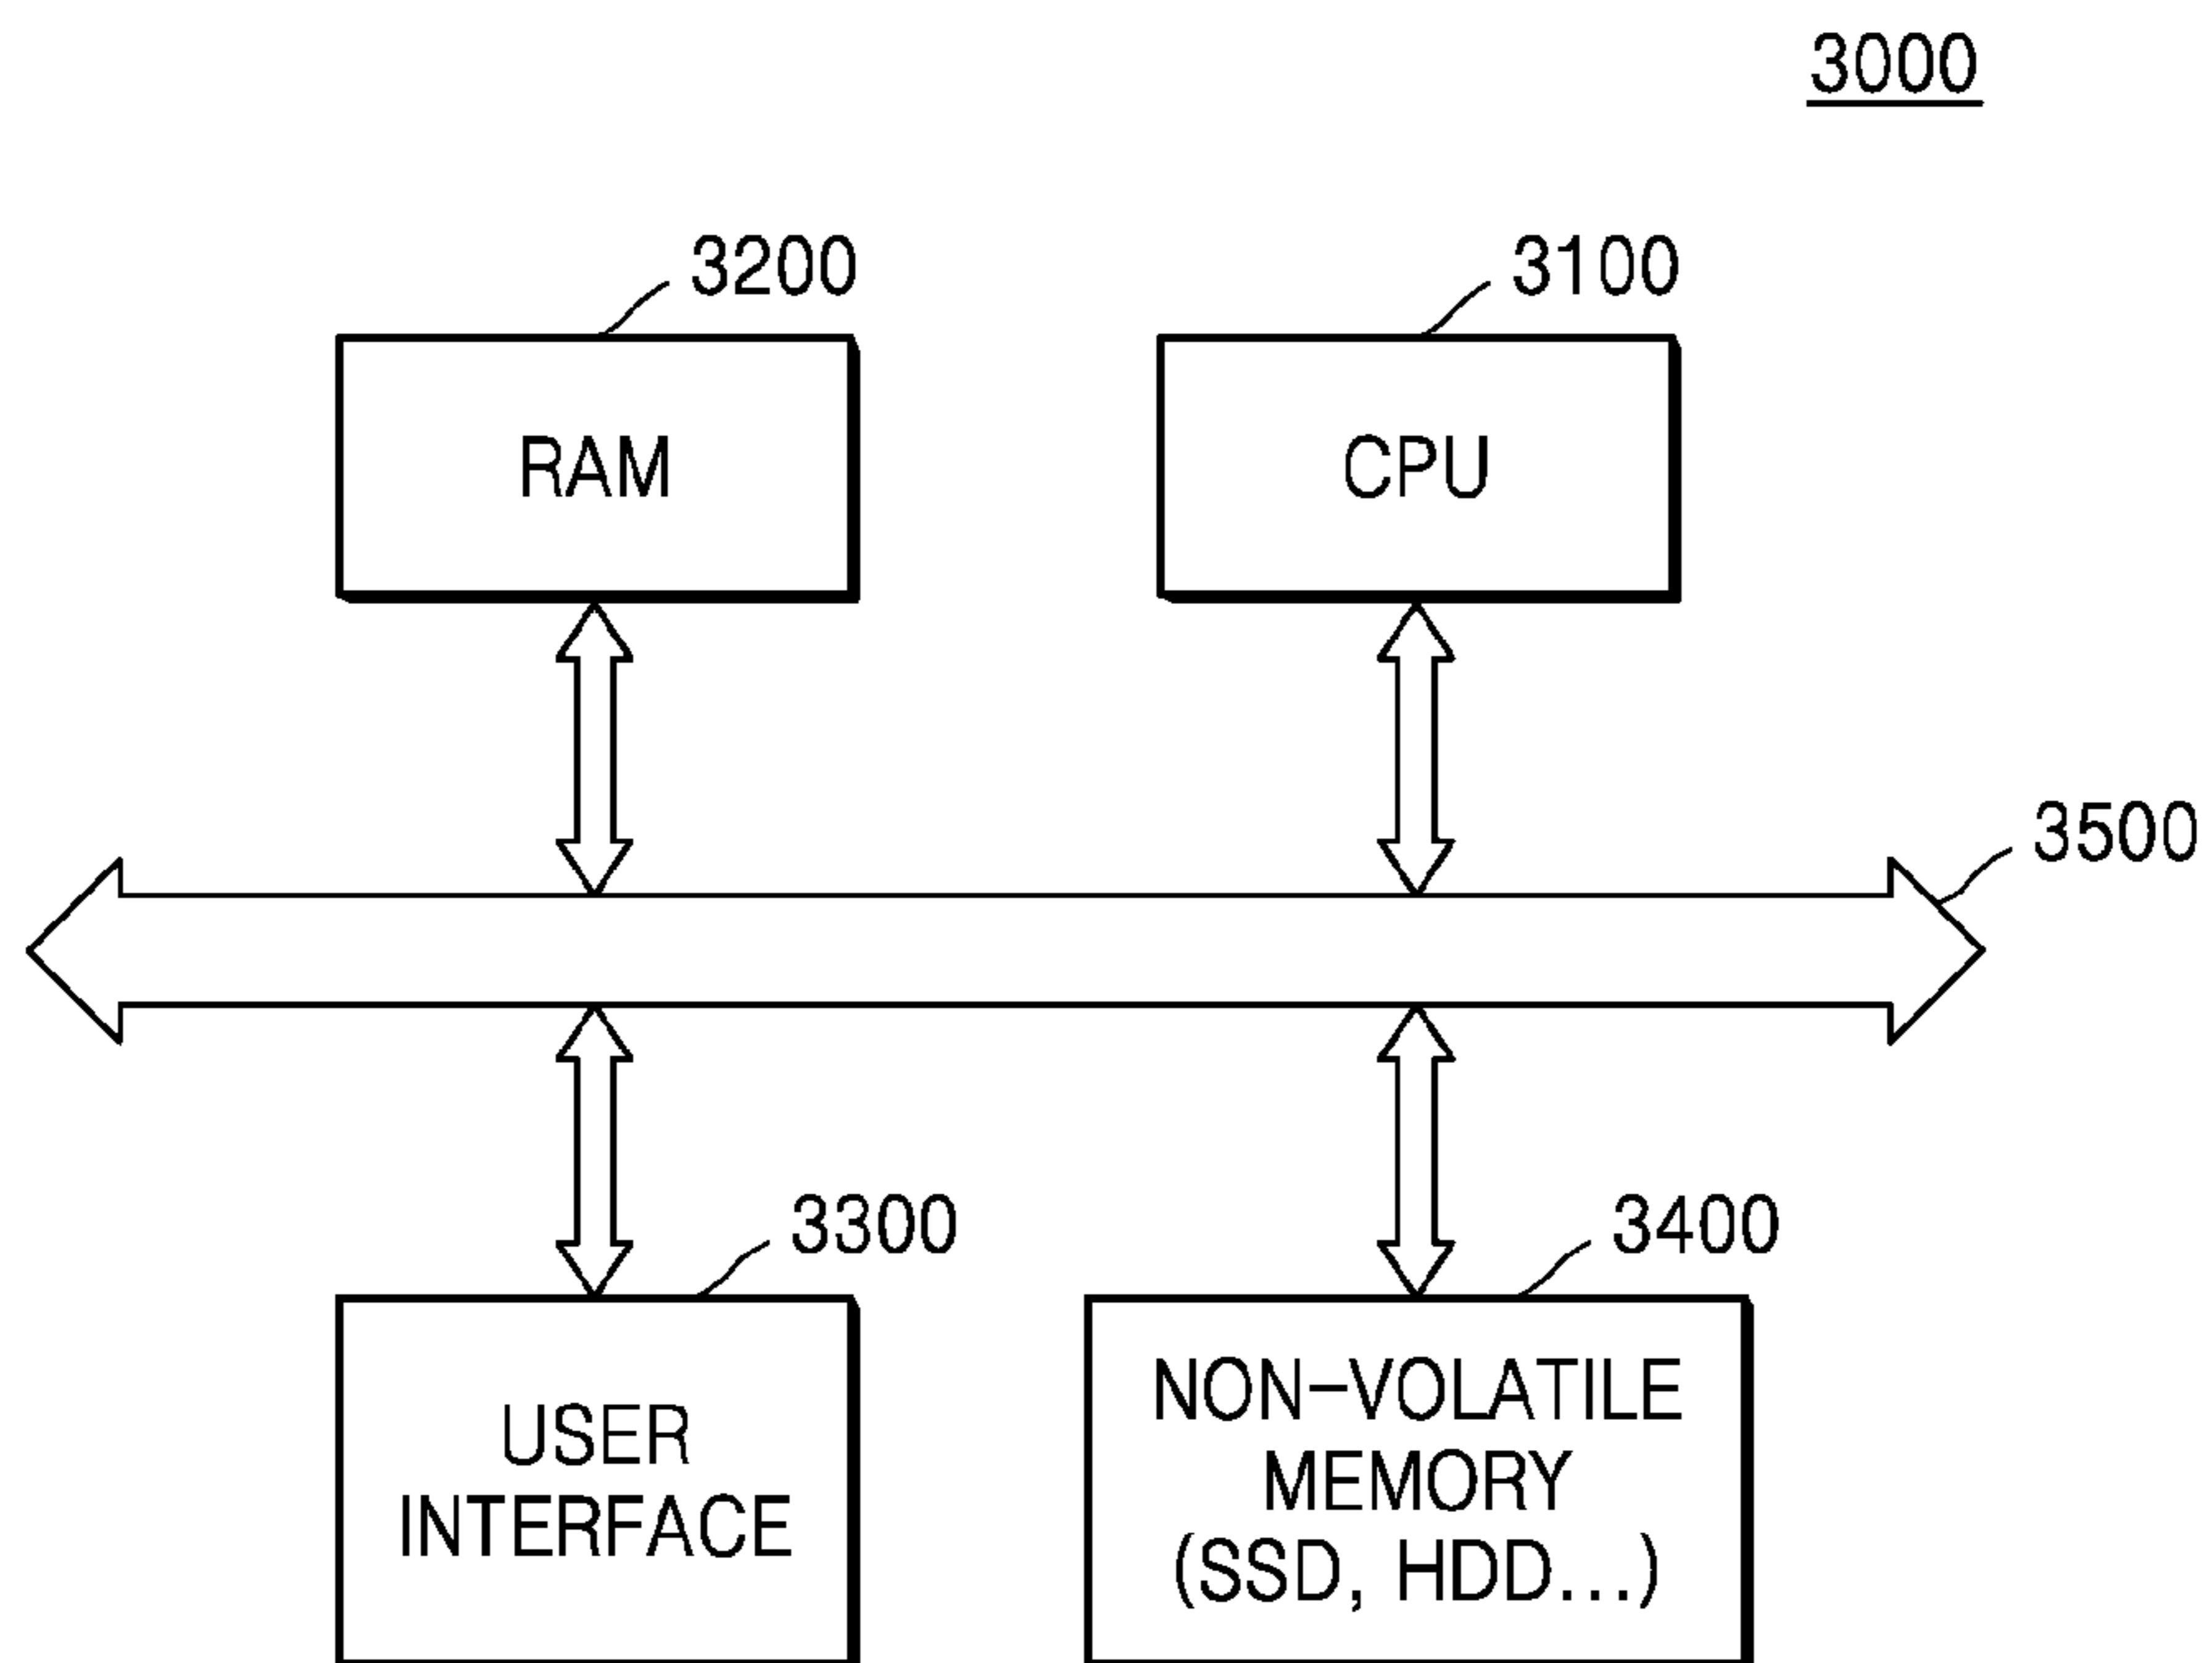 3000
3200
3100
RAM
CPU
3500
3300
3400
USER
INTERFACE
NON-VOLATILE
MEMORY
(SSD, HDD...)